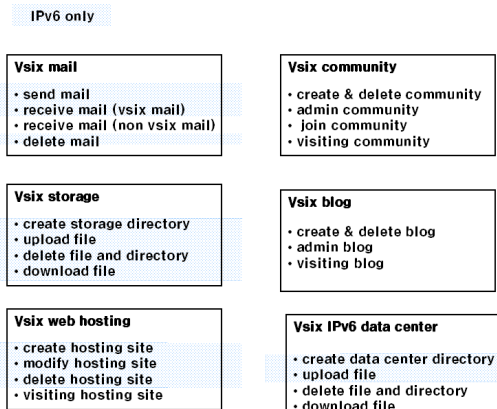 IPv6 only
Vsix mail
• send mail
• receive mail (vsix mail)
• receive mail (non vsix mail)
• delete mail
Vsix community
• create & delete community
• admin community
• join community
• visiting community
Vsix storage
• create storage directory
• upload file
• delete file and directory
• download file
Vsix blog
• create & delete blog
• admin blog
• visiting blog
Vsix web hosting
• create hosting site
• modify hosting site
• delete hosting site
• visiting hosting site
Vsix IPv6 data center
• create data center directory
• upload file
• delete file and directory
• download file